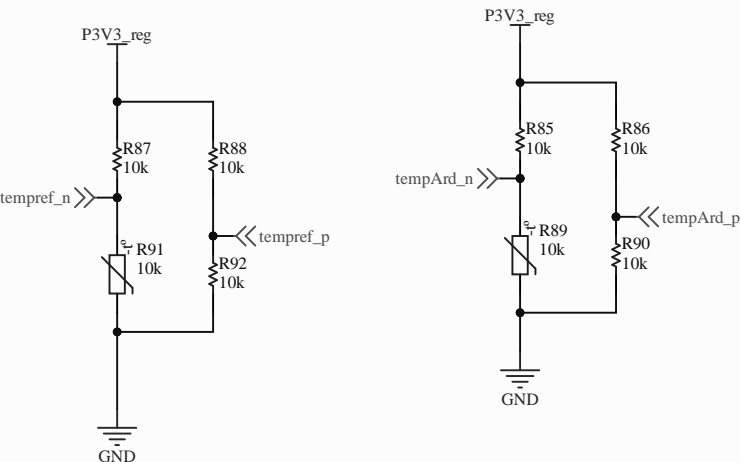 P3V3_reg
R87
10k
R88
10k
tempref_n
tempref_p
-t°
R91
10k
R92
10k
GND
P3V3_reg
R85
10k
R86
10k
tempArd_n
tempArd_p
-t°
R89
10k
R90
10k
GND